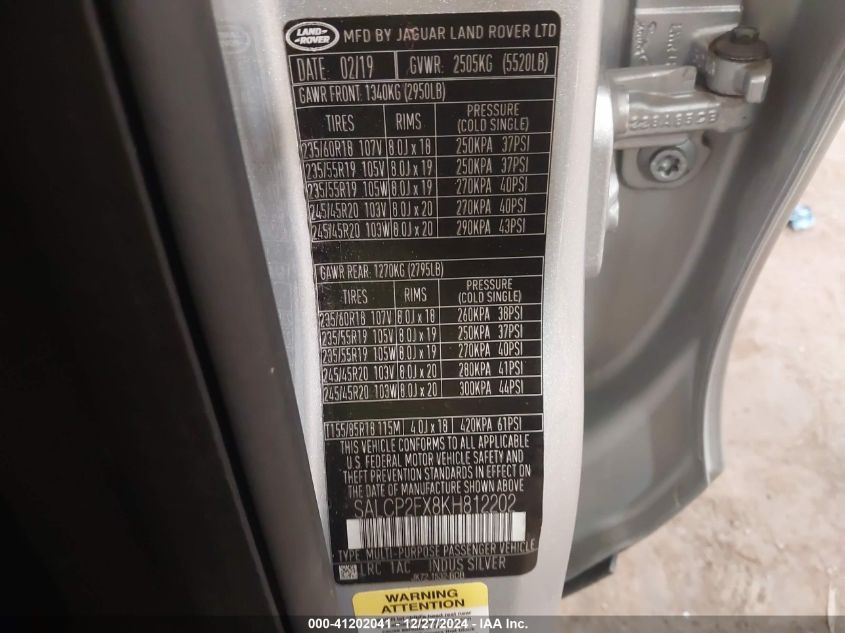 LAND ROVER MFD BY JAGUAR LAND ROVER LTD
DATE: 02/19 GVWR: 2505KG (5520LB)
GAWR FRONT: 1340KG (2950LB)
TIRES RIMS PRESSURE (COLD SINGLE)
235/60R18 107V 8.0J x 18 250KPA 37PSI
235/55R19 105V 8.0J x 19 250KPA 37PSI
235/55R19 105W 8.0J x 19 270KPA 40PSI
245/45R20 103V 8.0J x 20 270KPA 40PSI
245/45R20 103W 8.0J x 20 290KPA 43PSI
GAWR REAR: 1270KG (2795LB)
TIRES RIMS PRESSURE (COLD SINGLE)
235/60R18 107V 8.0J x 18 260KPA 38PSI
235/55R19 105V 8.0J x 19 250KPA 37PSI
235/55R19 105W 8.0J x 19 270KPA 40PSI
245/45R20 103V 8.0J x 20 280KPA 41PSI
245/45R20 103W 8.0J x 20 300KPA 44PSI
T155/85R18 115M 4.0J x 18 420KPA 61PSI
THIS VEHICLE CONFORMS TO ALL APPLICABLE
U.S. FEDERAL MOTOR VEHICLE SAFETY AND
THEFT PREVENTION STANDARDS IN EFFECT ON
THE DATE OF MANUFACTURE SHOWN ABOVE
SALCP2FX8KH812202
TYPE: MULTI-PURPOSE PASSENGER VEHICLE
LRC 1AC INDUS SILVER
WARNING
ATTENTION
000-41202041 - 12/27/2024 - IAA Inc.